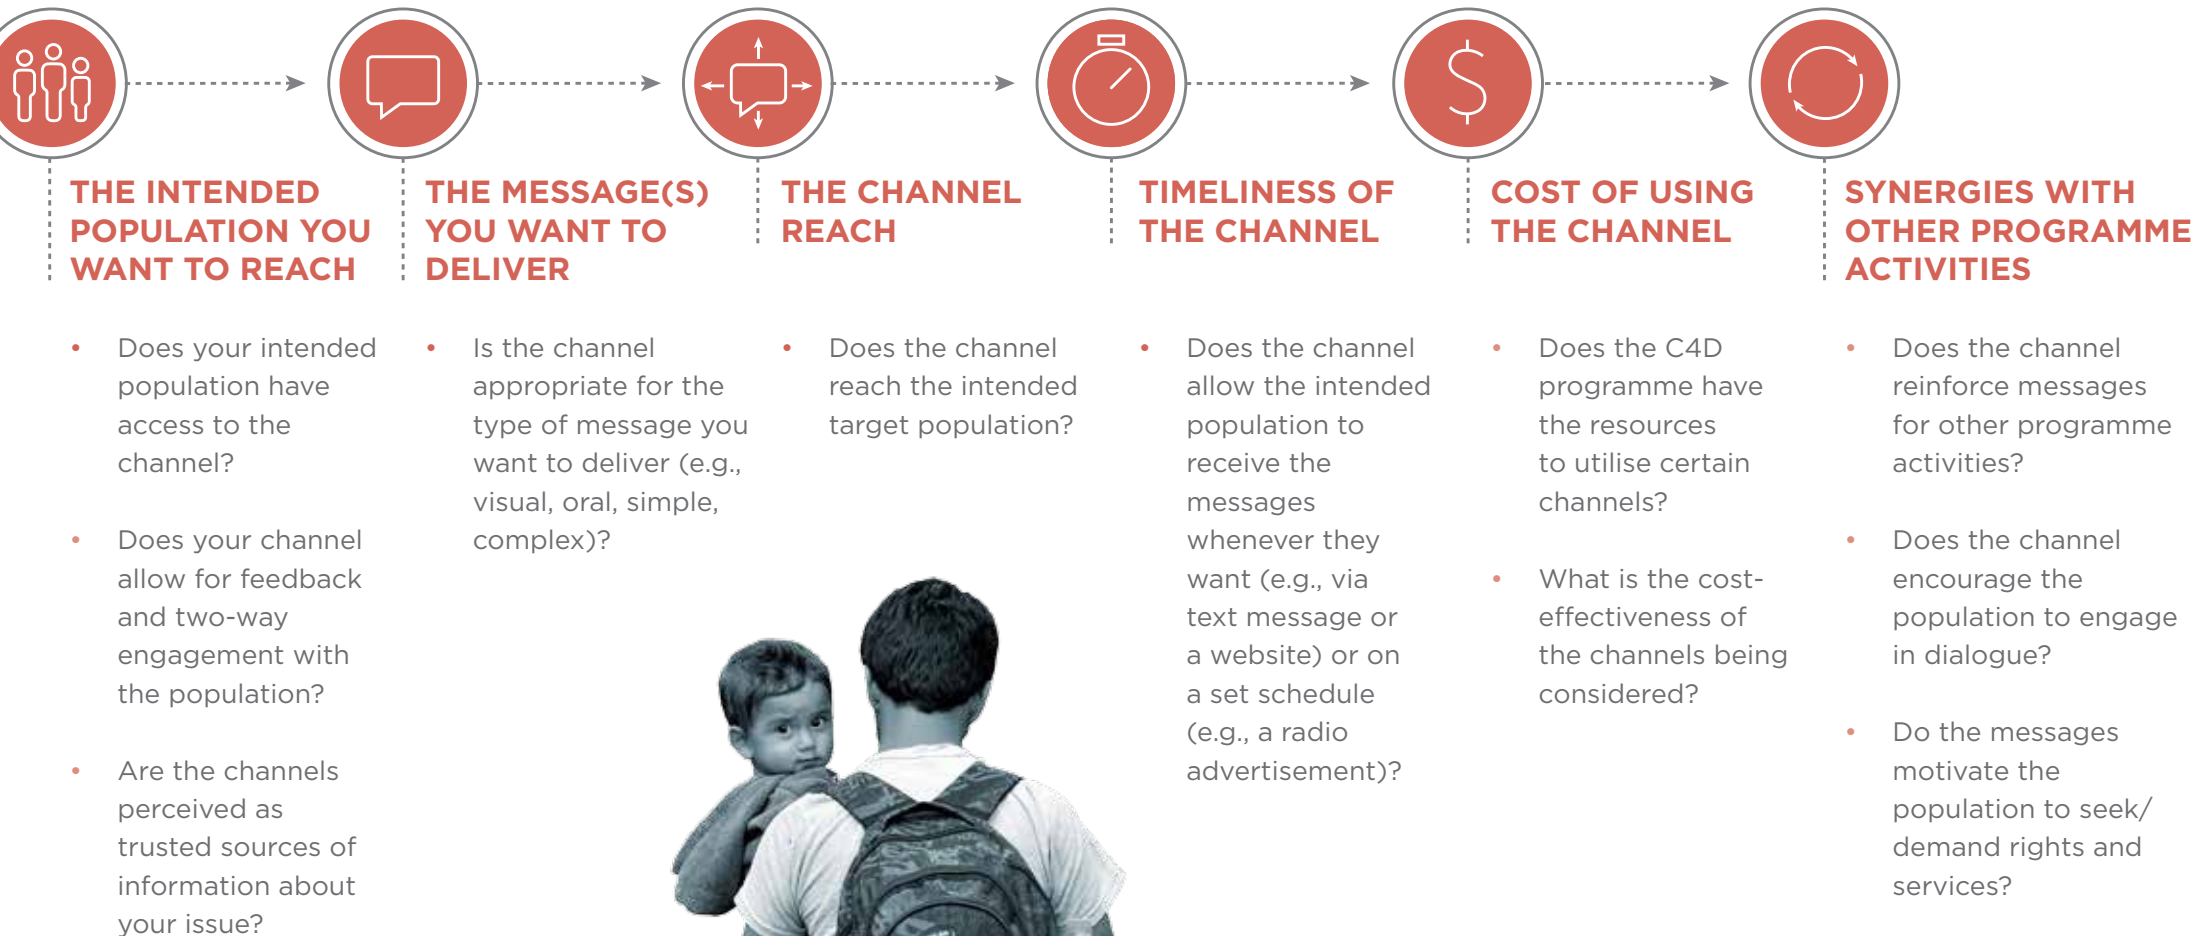 THE INTENDED
POPULATION YOU
WANT TO REACH
• Does your intended
population have
access to the
channel?
• Does your channel
allow for feedback
and two-way
engagement with
the population?
• Are the channels
perceived as
trusted sources of
information about
your issue?
THE MESSAGE(S)
YOU WANT TO
DELIVER
• Is the channel
appropriate for the
type of message you
want to deliver (e.g.,
visual, oral, simple,
complex)?
THE CHANNEL
REACH
• Does the channel
reach the intended
target population?
TIMELINESS OF
THE CHANNEL
• Does the channel
allow the intended
population to
receive the
messages
whenever they
want (e.g., via
text message or
a website) or on
a set schedule
(e.g., a radio
advertisement)?
$
COST OF USING
THE CHANNEL
• Does the C4D
programme have
the resources
to utilise certain
channels?
• What is the cost-
effectiveness of
the channels being
considered?
SYNERGIES WITH
OTHER PROGRAMME
ACTIVITIES
• Does the channel
reinforce messages
for other programme
activities?
• Does the channel
encourage the
population to engage
in dialogue?
• Do the messages
motivate the
population to seek/
demand rights and
services?